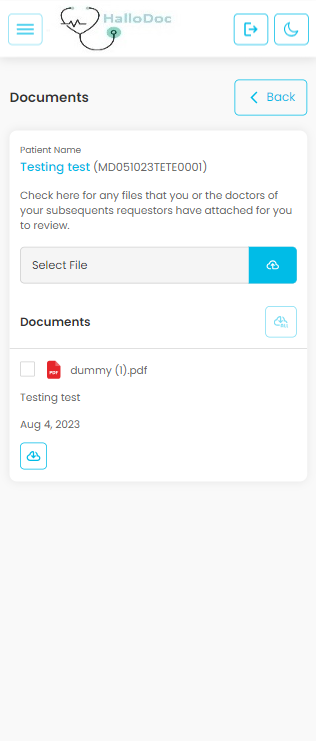 HalloDoc
Documents
Back
Patient Name
Testing test (MD051023TETE0001)
Check here for any files that you or the doctors of
your subsequents requestors have attached for you
to review.
Select File
Documents
PDF
dummy (1).pdf
Testing test
Aug 4, 2023